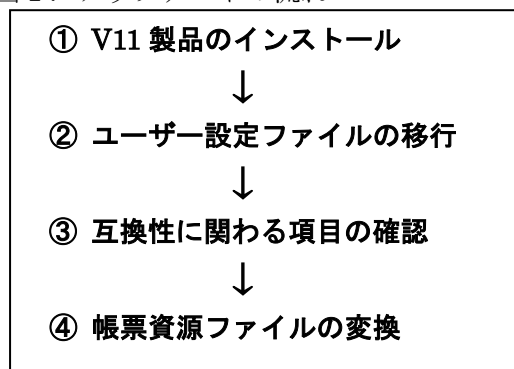 ① V11 製品のインストール
↓
② ユーザー設定ファイルの移行
↓
③ 互換性に関わる項目の確認
↓
④ 帳票資源ファイルの変換